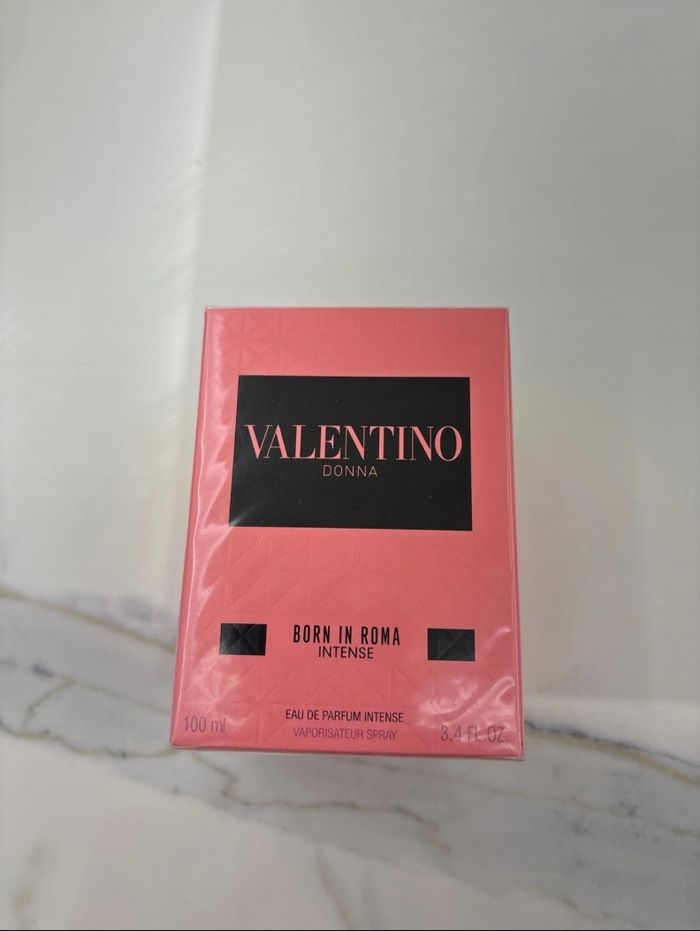 VALENTINO
DONNA
BORN IN ROMA
INTENSE
EAU DE PARFUM INTENSE
VAPORISATEUR SPRAY
100 ml
3.4 FL.OZ.